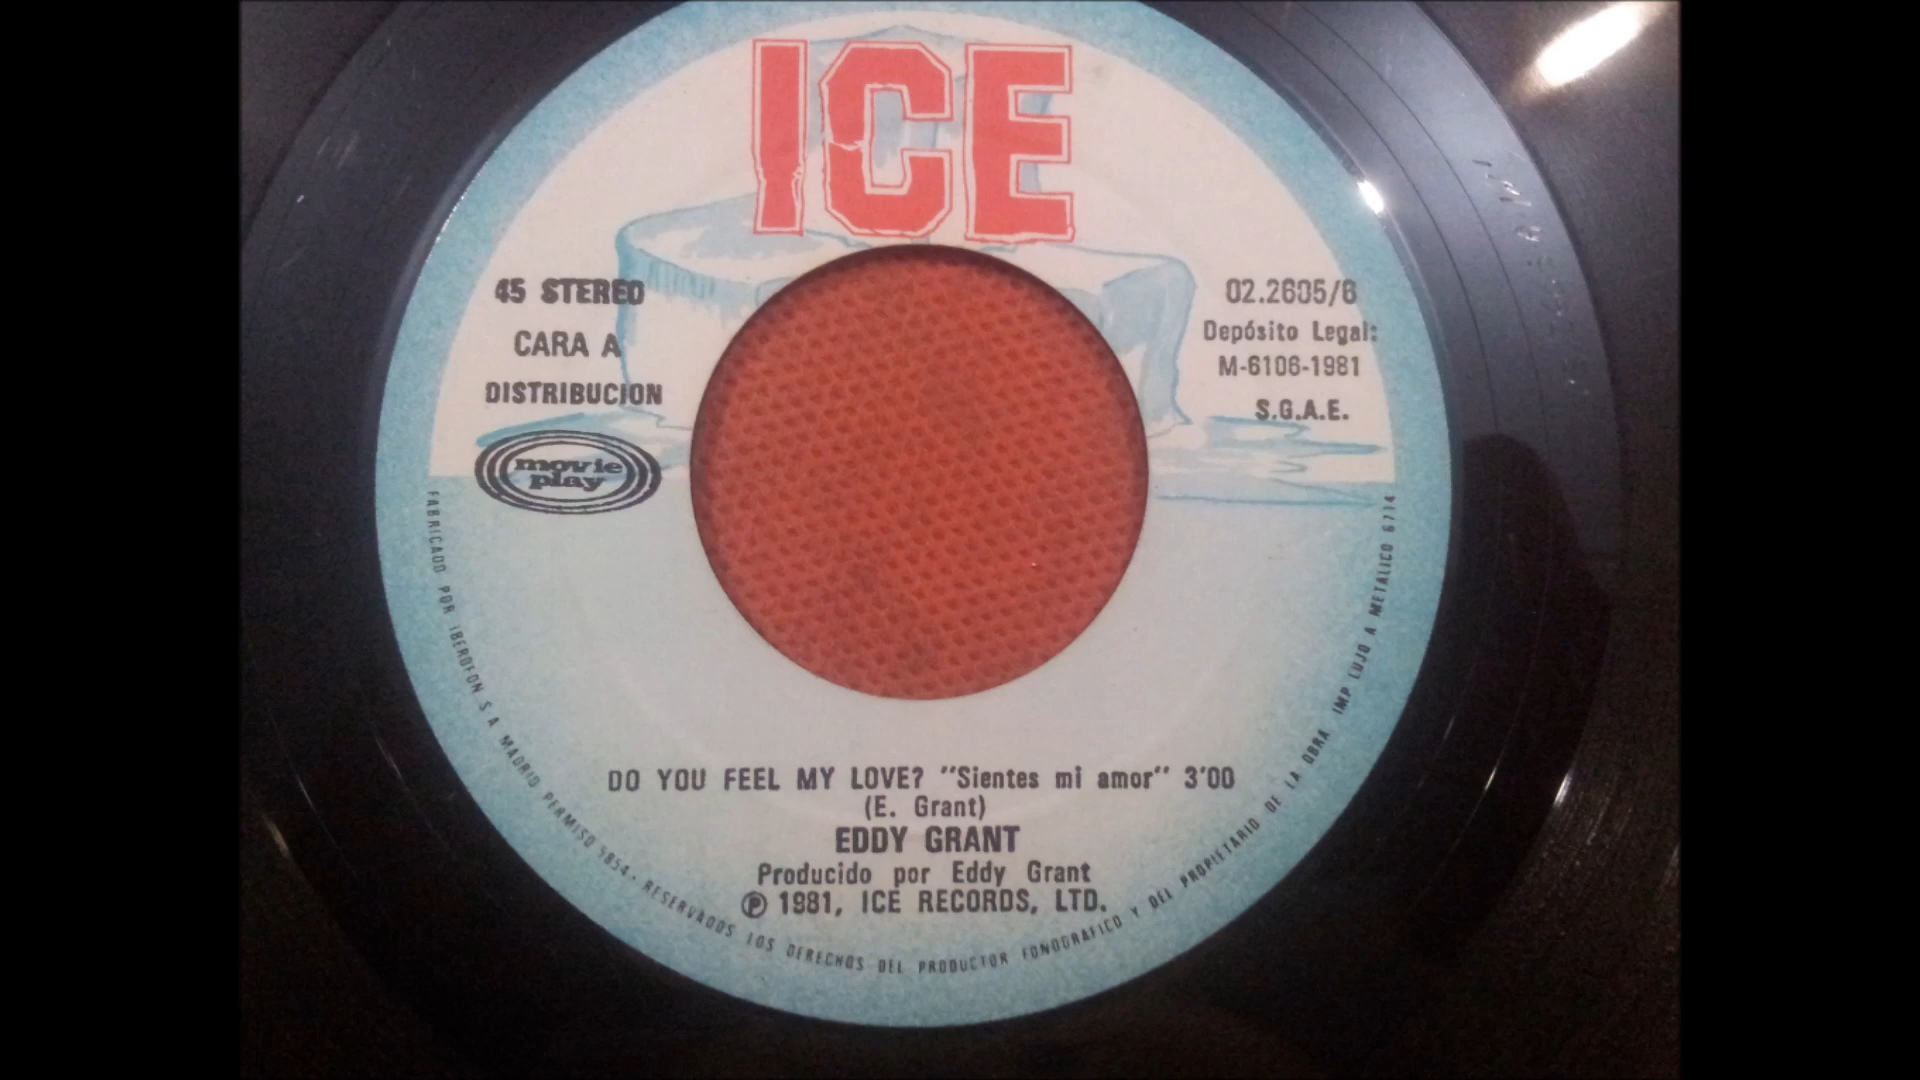 ICE
45 STEREO
CARA A
DISTRIBUCION
movie
play
02.2605/6
Depósito Legal:
M-6106-1981
S.G.A.E.
DO YOU FEEL MY LOVE? "Sientes mi amor" 3'00
(E. Grant)
EDDY GRANT
Producido por Eddy Grant
Ⓟ 1981, ICE RECORDS, LTD.
FABRICADO POR IBEROFON S A MADRID PERMISO 5854 - RESERVADOS LOS DERECHOS DEL PRODUCTOR FONOGRAFICO Y DEL PROPIETARIO DE LA OBRA IMP LUJO A METALICO 6714